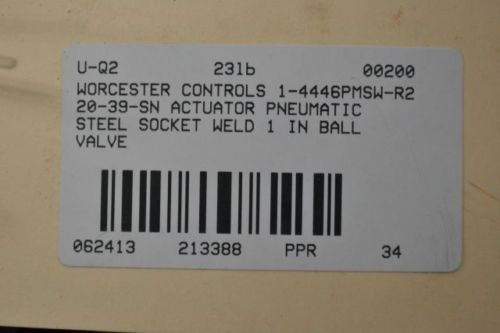 U-Q2 23lb 00200
WORCESTER CONTROLS 1-4446PMSW-R2
20-39-SN ACTUATOR PNEUMATIC
STEEL SOCKET WELD 1 IN BALL
VALVE
062413 213388 PPR 34